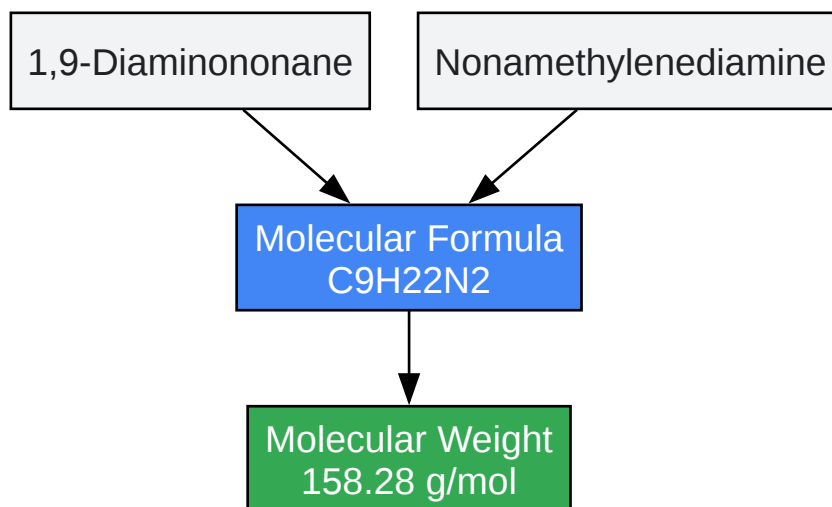 1,9-Diaminononane
Nonamethylenediamine
Molecular Formula
C9H22N2
Molecular Weight
158.28 g/mol